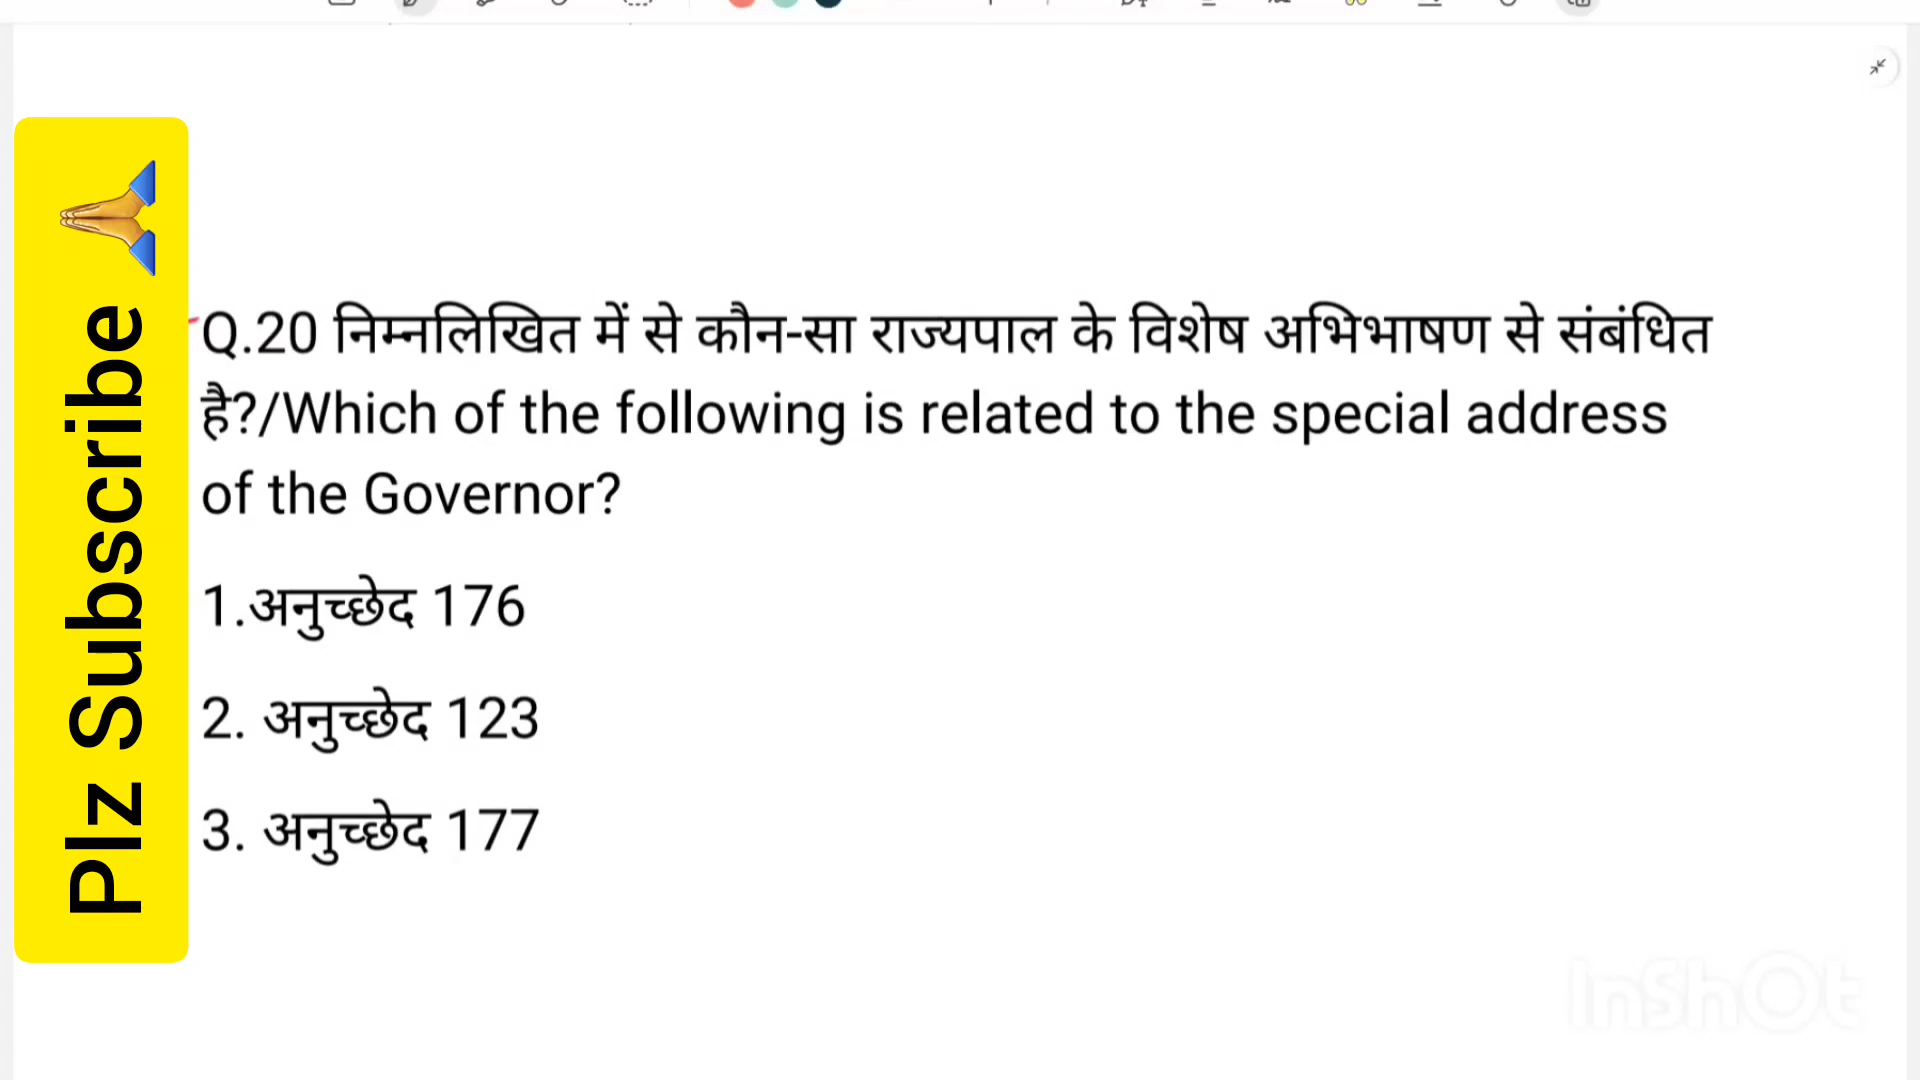 Plz Subscribe 🙏
Q.20 निम्नलिखित में से कौन-सा राज्यपाल के विशेष अभिभाषण से संबंधित
है?/Which of the following is related to the special address
of the Governor?
1.अनुच्छेद 176
2. अनुच्छेद 123
3. अनुच्छेद 177
InShOt